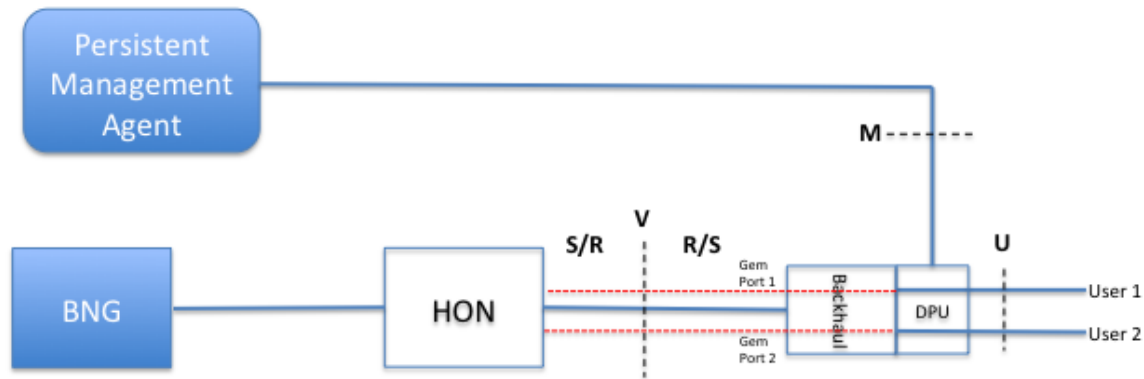 Persistent
Management
Agent
M
V
S/R
R/S
U
Gem
Port 1
BNG
HON
Backhaul
DPU
User 1
User 2
Gem
Port 2